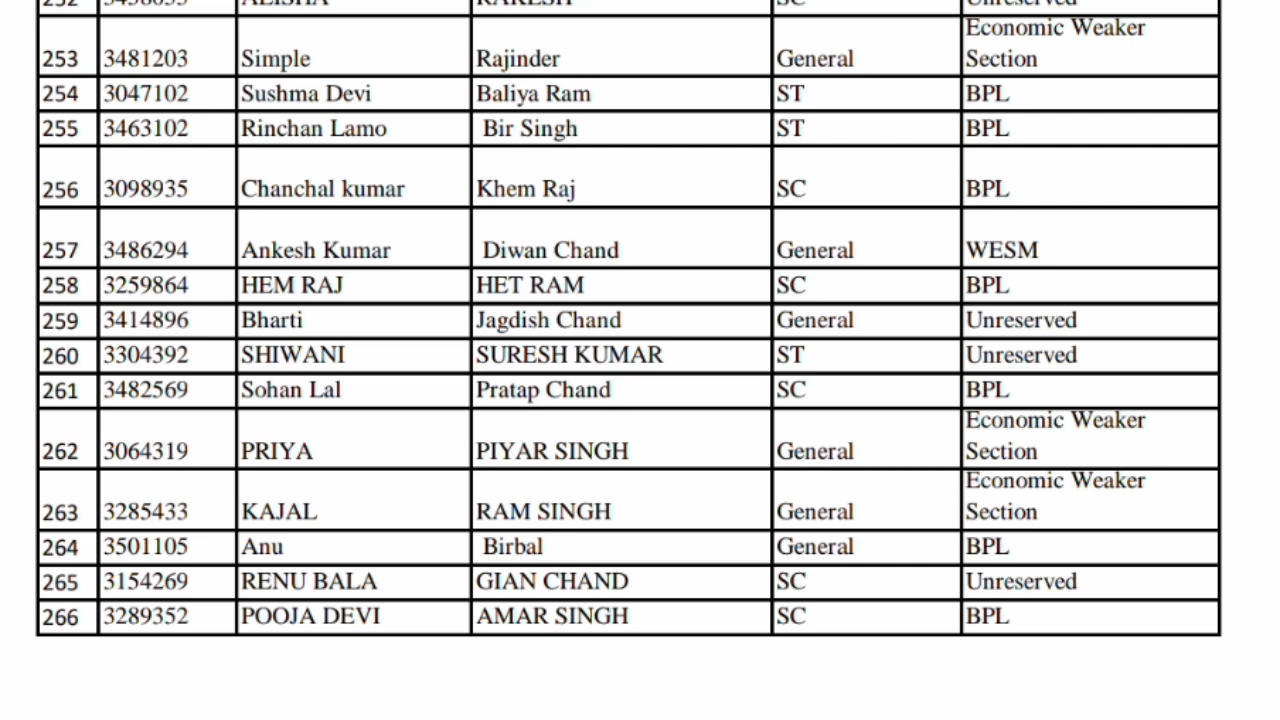 253 3481203 Simple Rajinder General Economic Weaker Section
254 3047102 Sushma Devi Baliya Ram ST BPL
255 3463102 Rinchan Lamo Bir Singh ST BPL
256 3098935 Chanchal kumar Khem Raj SC BPL
257 3486294 Ankesh Kumar Diwan Chand General WESM
258 3259864 HEM RAJ HET RAM SC BPL
259 3414896 Bharti Jagdish Chand General Unreserved
260 3304392 SHIWANI SURESH KUMAR ST Unreserved
261 3482569 Sohan Lal Pratap Chand SC BPL
262 3064319 PRIYA PIYAR SINGH General Economic Weaker Section
263 3285433 KAJAL RAM SINGH General Economic Weaker Section
264 3501105 Anu Birbal General BPL
265 3154269 RENU BALA GIAN CHAND SC Unreserved
266 3289352 POOJA DEVI AMAR SINGH SC BPL